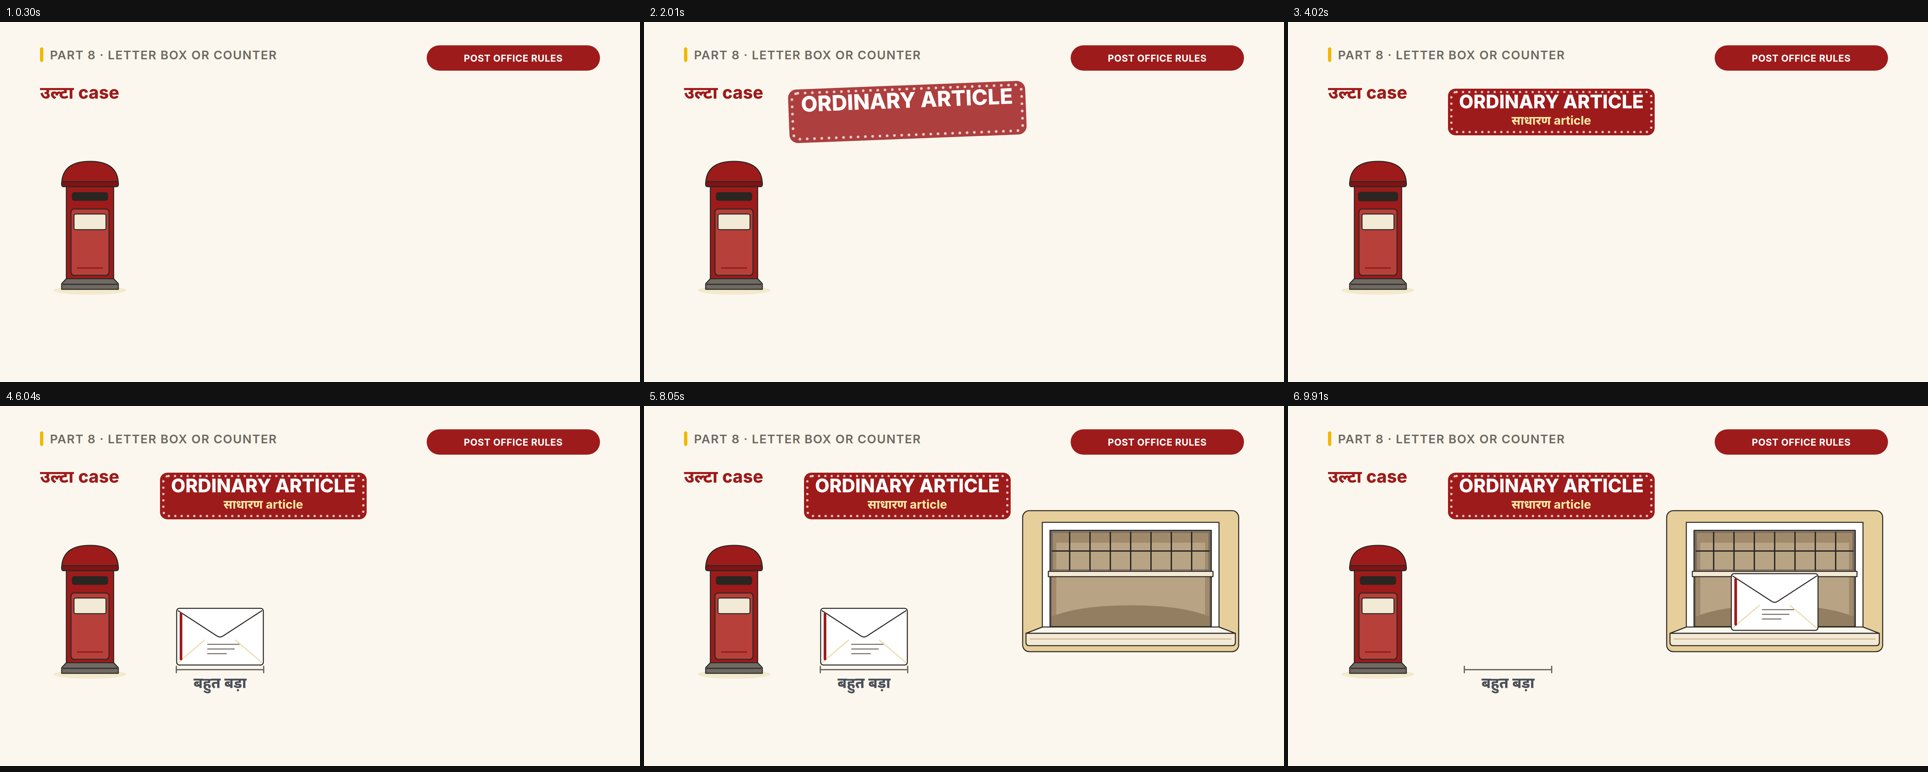 1. 0.30s
PART 8 · LETTER BOX OR COUNTER
POST OFFICE RULES
उल्टा case
2. 2.01s
PART 8 · LETTER BOX OR COUNTER
POST OFFICE RULES
उल्टा case
ORDINARY ARTICLE
3. 4.02s
PART 8 · LETTER BOX OR COUNTER
POST OFFICE RULES
उल्टा case
ORDINARY ARTICLE
साधारण article
4. 6.04s
PART 8 · LETTER BOX OR COUNTER
POST OFFICE RULES
उल्टा case
ORDINARY ARTICLE
साधारण article
बहुत बड़ा
5. 8.05s
PART 8 · LETTER BOX OR COUNTER
POST OFFICE RULES
उल्टा case
ORDINARY ARTICLE
साधारण article
बहुत बड़ा
6. 9.91s
PART 8 · LETTER BOX OR COUNTER
POST OFFICE RULES
उल्टा case
ORDINARY ARTICLE
साधारण article
बहुत बड़ा